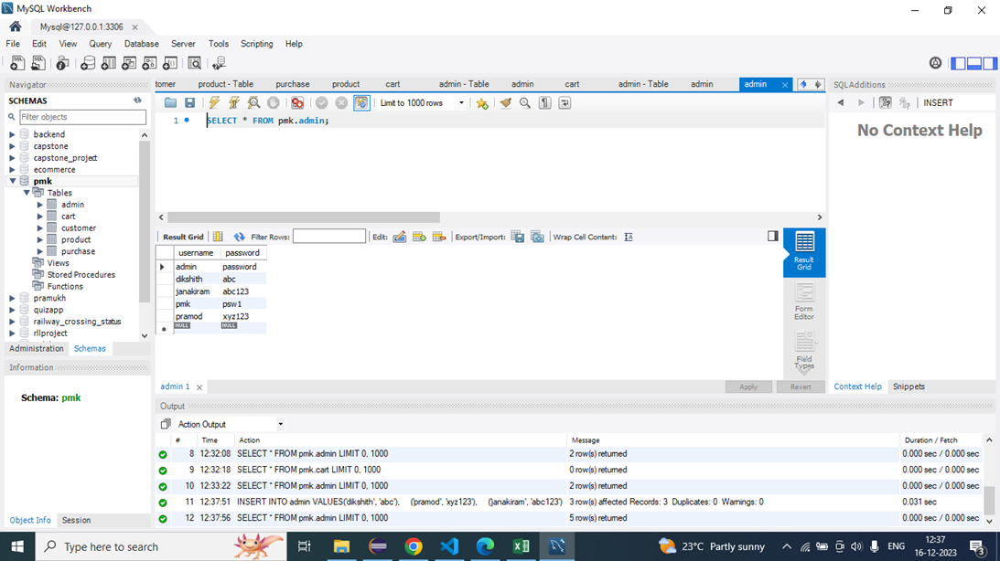 MySQL Workbench
Mysql@127.0.0.1:3306
File Edit View Query Database Server Tools Scripting Help
Navigator
SCHEMAS
Filter objects
backend
capstone
capstone_project
ecommerce
pmk
Tables
admin
cart
customer
product
purchase
Views
Stored Procedures
Functions
pramukh
quizapp
railway_crossing_status
rllproject
Administration Schemas
Information
Schema: pmk
Object Info Session
tomer product - Table purchase product cart admin - Table admin cart admin - Table admin admin
Limit to 1000 rows
1 SELECT * FROM pmk.admin;
Result Grid Filter Rows: Edit: Export/Import: Wrap Cell Content:
username password
admin password
dikshith abc
janakiram abc123
pmk psw1
pramod xyz123
NULL NULL
Result
Grid
Form
Editor
Field
Types
admin 1 Apply Revert
SQLAdditions
INSERT
No Context Help
Context Help Snippets
Output
Action Output
# Time Action Message Duration / Fetch
8 12:32:08 SELECT * FROM pmk.admin LIMIT 0, 1000 2 row(s) returned 0.000 sec / 0.000 sec
9 12:32:18 SELECT * FROM pmk.cart LIMIT 0, 1000 0 row(s) returned 0.000 sec / 0.000 sec
10 12:33:22 SELECT * FROM pmk.admin LIMIT 0, 1000 2 row(s) returned 0.000 sec / 0.000 sec
11 12:37:51 INSERT INTO admin VALUES('dikshith', 'abc'), ('pramod', 'xyz123'), ('janakiram', 'abc123') 3 row(s) affected Records: 3 Duplicates: 0 Warnings: 0 0.031 sec
12 12:37:56 SELECT * FROM pmk.admin LIMIT 0, 1000 5 row(s) returned 0.000 sec / 0.000 sec
Type here to search
23°C Partly sunny
ENG
12:37
16-12-2023
3